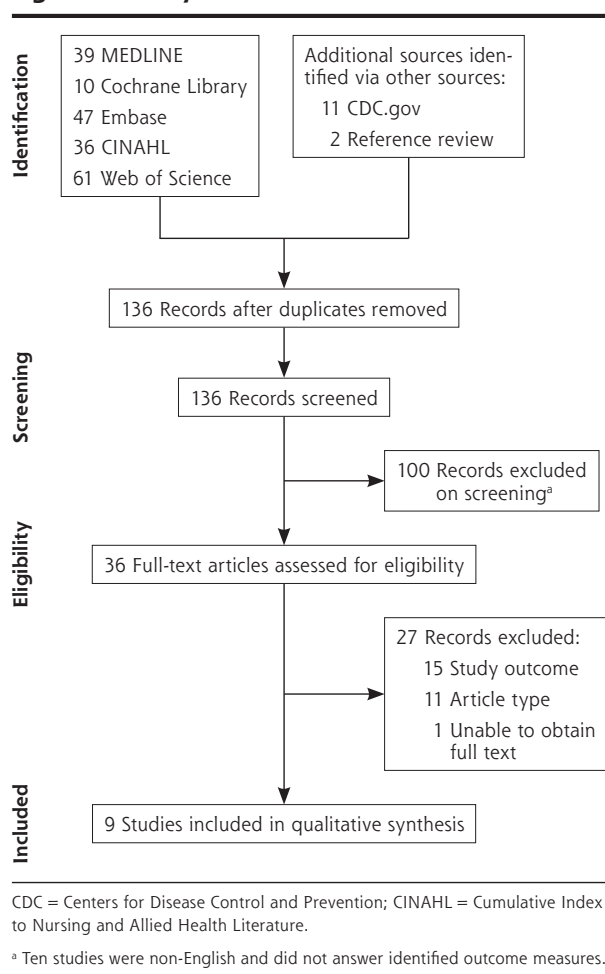 Identification
39 MEDLINE
10 Cochrane Library
47 Embase
36 CINAHL
61 Web of Science
Additional sources iden-
tified via other sources:
11 CDC.gov
2 Reference review
136 Records after duplicates removed
Screening
136 Records screened
100 Records excluded
on screeningᵃ
Eligibility
36 Full-text articles assessed for eligibility
27 Records excluded:
15 Study outcome
11 Article type
1 Unable to obtain
full text
Included
9 Studies included in qualitative synthesis
CDC = Centers for Disease Control and Prevention; CINAHL = Cumulative Index
to Nursing and Allied Health Literature.
ᵃ Ten studies were non-English and did not answer identified outcome measures.